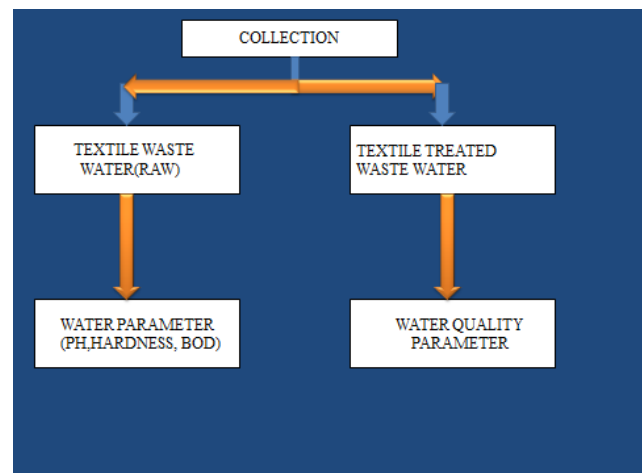 COLLECTION
TEXTILE WASTE
WATER(RAW)
TEXTILE TREATED
WASTE WATER
WATER PARAMETER
(PH,HARDNESS, BOD)
WATER QUALITY
PARAMETER